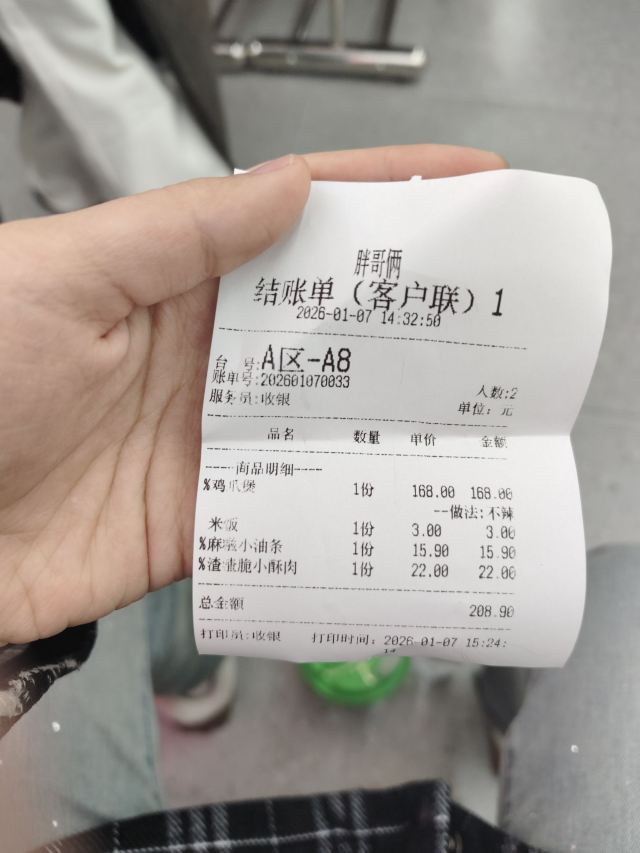 胖哥俩
结账单（客户联）1
2026-01-07 14:32:50
台 号:A区-A8
账单号:202601070033
人数:2
服务员:收银
单位: 元
品名 数量 单价 金额
----商品明细----
%鸡爪煲 1份 168.00 168.00
--做法:不辣
米饭 1份 3.00 3.00
%麻嗞小油条 1份 15.90 15.90
%渣渣脆小酥肉 1份 22.00 22.00
总金额 208.90
打印员:收银 打印时间: 2026-01-07 15:24: